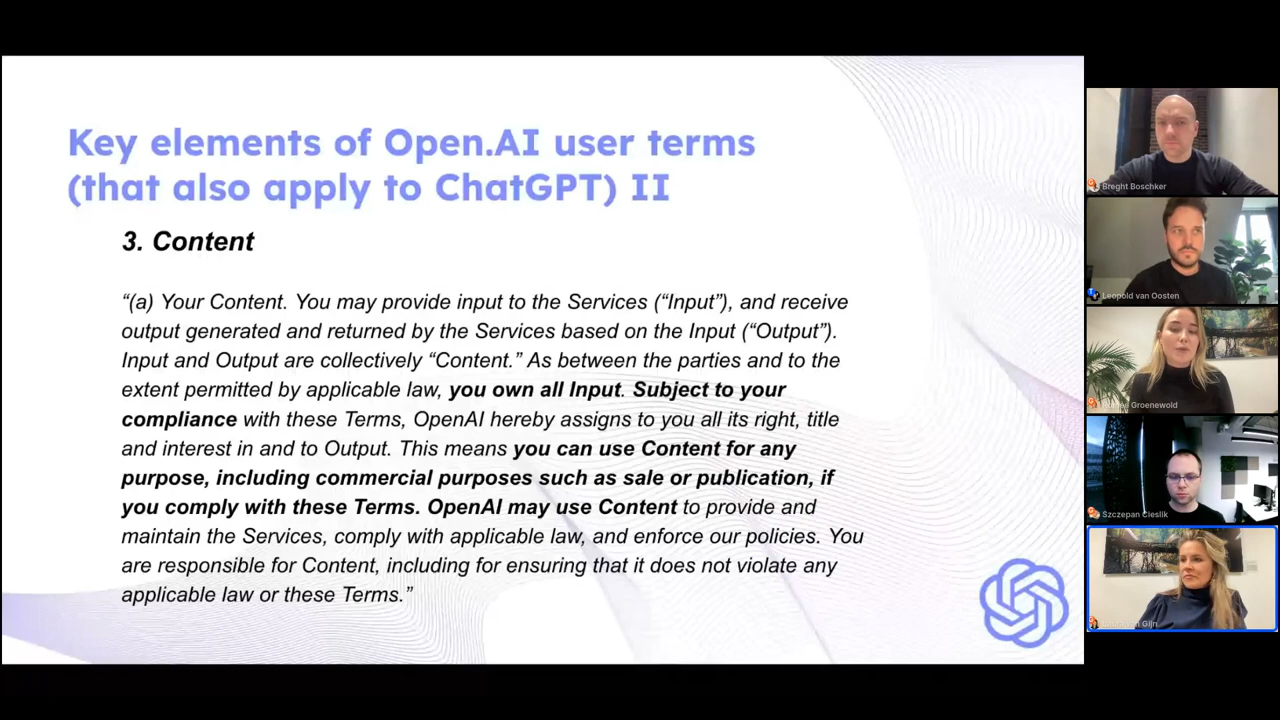 Key elements of Open.AI user terms
(that also apply to ChatGPT) II
3. Content
“(a) Your Content. You may provide input to the Services (“Input”), and receive
output generated and returned by the Services based on the Input (“Output”).
Input and Output are collectively “Content.” As between the parties and to the
extent permitted by applicable law, you own all Input. Subject to your
compliance with these Terms, OpenAI hereby assigns to you all its right, title
and interest in and to Output. This means you can use Content for any
purpose, including commercial purposes such as sale or publication, if
you comply with these Terms. OpenAI may use Content to provide and
maintain the Services, comply with applicable law, and enforce our policies. You
are responsible for Content, including for ensuring that it does not violate any
applicable law or these Terms.”
Breght Boschker
Leopold van Oosten
Groenewold
Szczepan Cieslik
Gijn